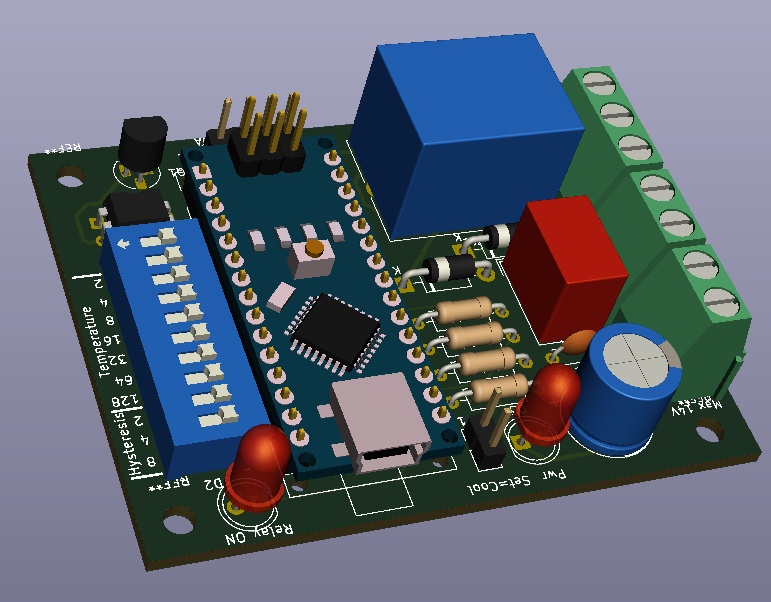 REF**
G1
K
K
2
4
8
16
32
64
128
Temperature
2
4
8
Hysteresis
REF**
D2
Relay ON
Pwr
Set=Cool
Max 14V